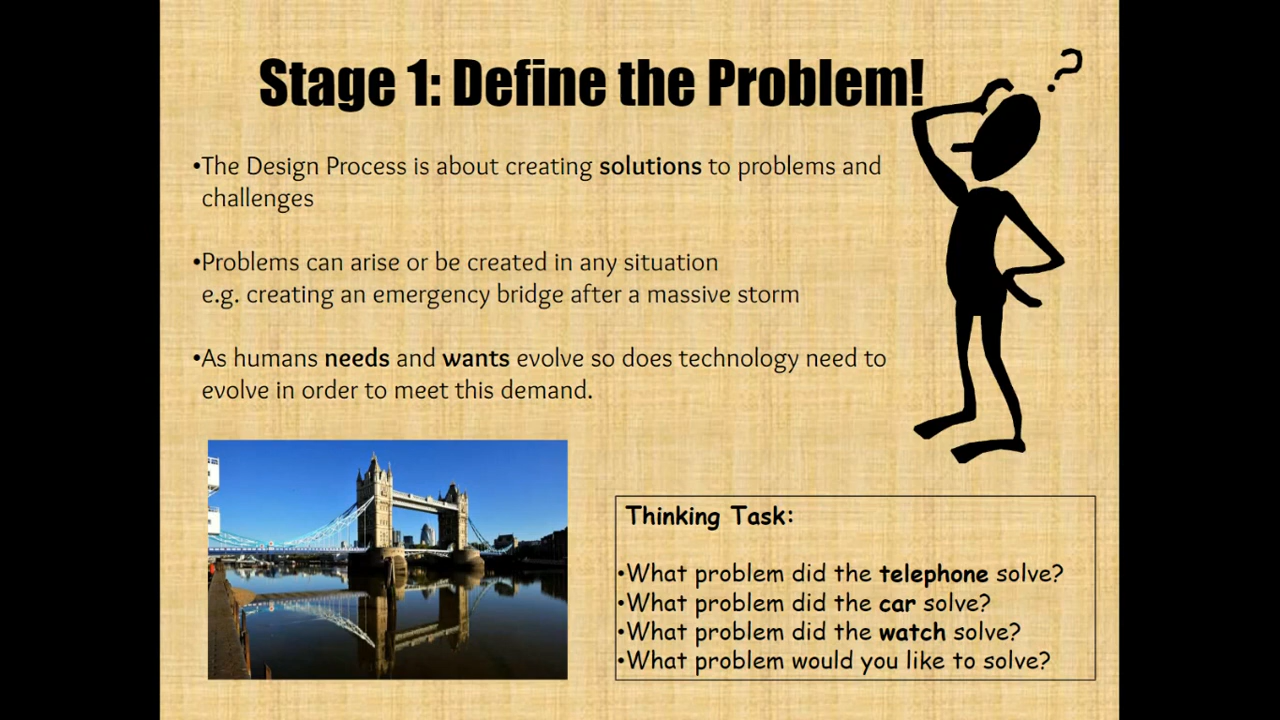 Stage 1: Define the Problem!
?
•The Design Process is about creating solutions to problems and
challenges
•Problems can arise or be created in any situation
e.g. creating an emergency bridge after a massive storm
•As humans needs and wants evolve so does technology need to
evolve in order to meet this demand.
Thinking Task:
•What problem did the telephone solve?
•What problem did the car solve?
•What problem did the watch solve?
•What problem would you like to solve?